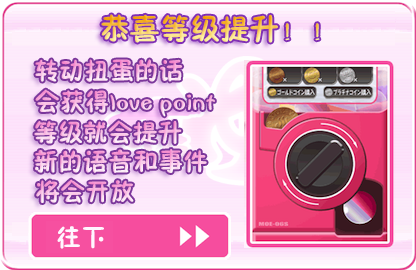 恭喜等级提升！！
转动扭蛋的话
会获得love point
等级就会提升
新的语音和事件
将会开放
往下
ゴールドコイン購入
プラチナコイン購入